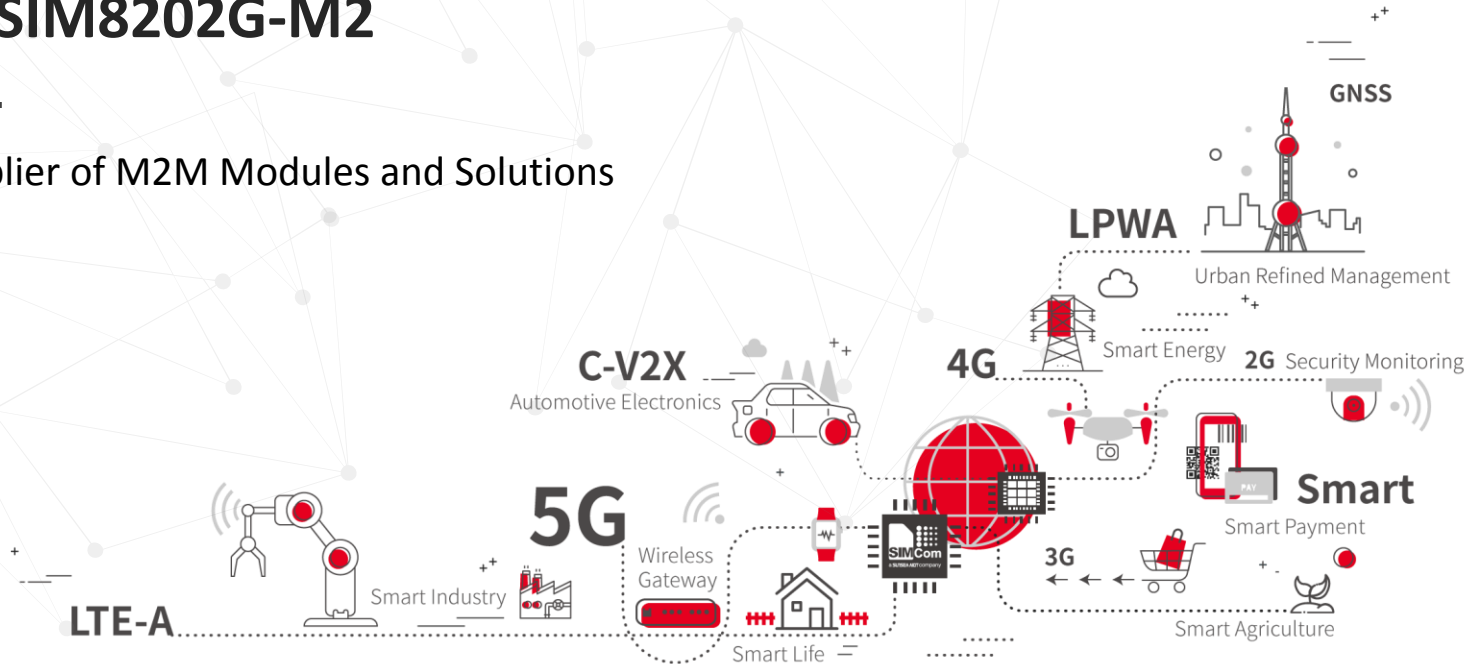 SIM8202G-M2
plier of M2M Modules and Solutions
GNSS
LPWA
Urban Refined Management
C-V2X
Automotive Electronics
4G
Smart Energy
2G Security Monitoring
5G
PAY
Smart
Smart Payment
Wireless
Gateway
SIMCom
3G
Smart Industry
LTE-A
Smart Life
Smart Agriculture